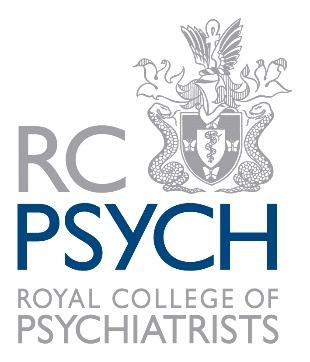 RC
PSYCH
ROYAL COLLEGE OF
PSYCHIATRISTS